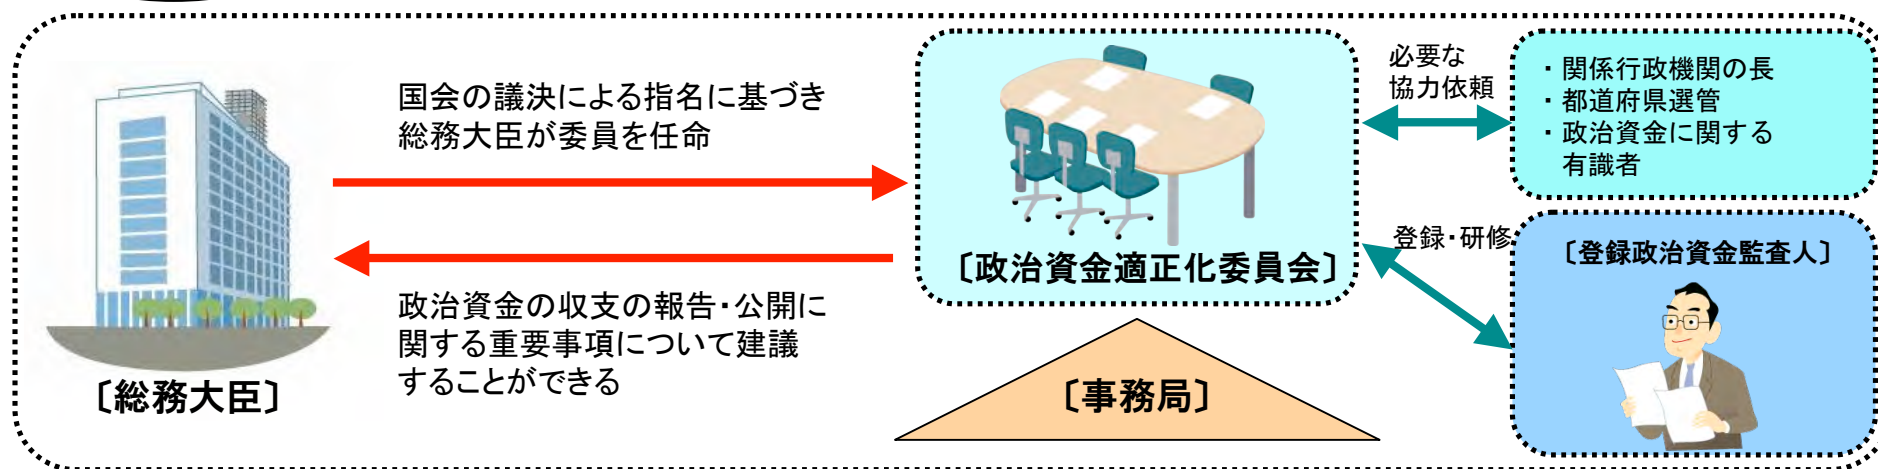 国会の議決による指名に基づき
総務大臣が委員を任命
政治資金の収支の報告・公開に
関する重要事項について建議
することができる
〔総務大臣〕
〔政治資金適正化委員会〕
〔事務局〕
必要な
協力依頼
・関係行政機関の長
・都道府県選管
・政治資金に関する
有識者
登録・研修
〔登録政治資金監査人〕